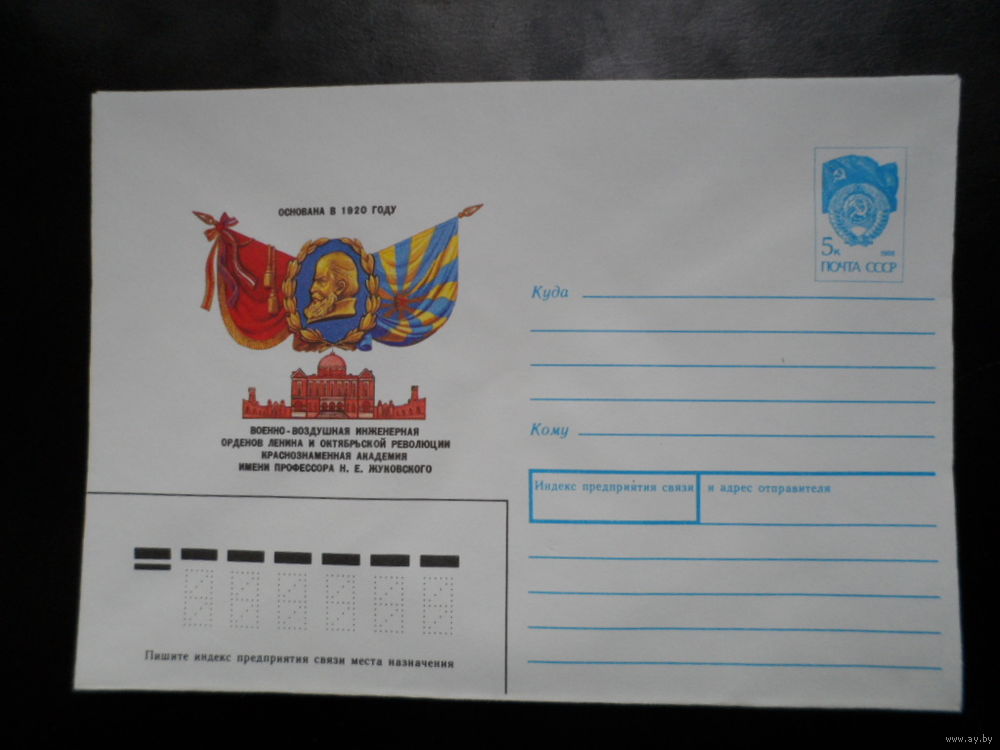 ОСНОВАНА В 1920 ГОДУ
ВОЕННО-ВОЗДУШНАЯ ИНЖЕНЕРНАЯ
ОРДЕНОВ ЛЕНИНА И ОКТЯБРЬСКОЙ РЕВОЛЮЦИИ
КРАСНОЗНАМЕННАЯ АКАДЕМИЯ
ИМЕНИ ПРОФЕССОРА Н. Е. ЖУКОВСКОГО
5к
1988
ПОЧТА СССР
Куда
Кому
Индекс предприятия связи и адрес отправителя
Пишите индекс предприятия связи места назначения
www.ay.by